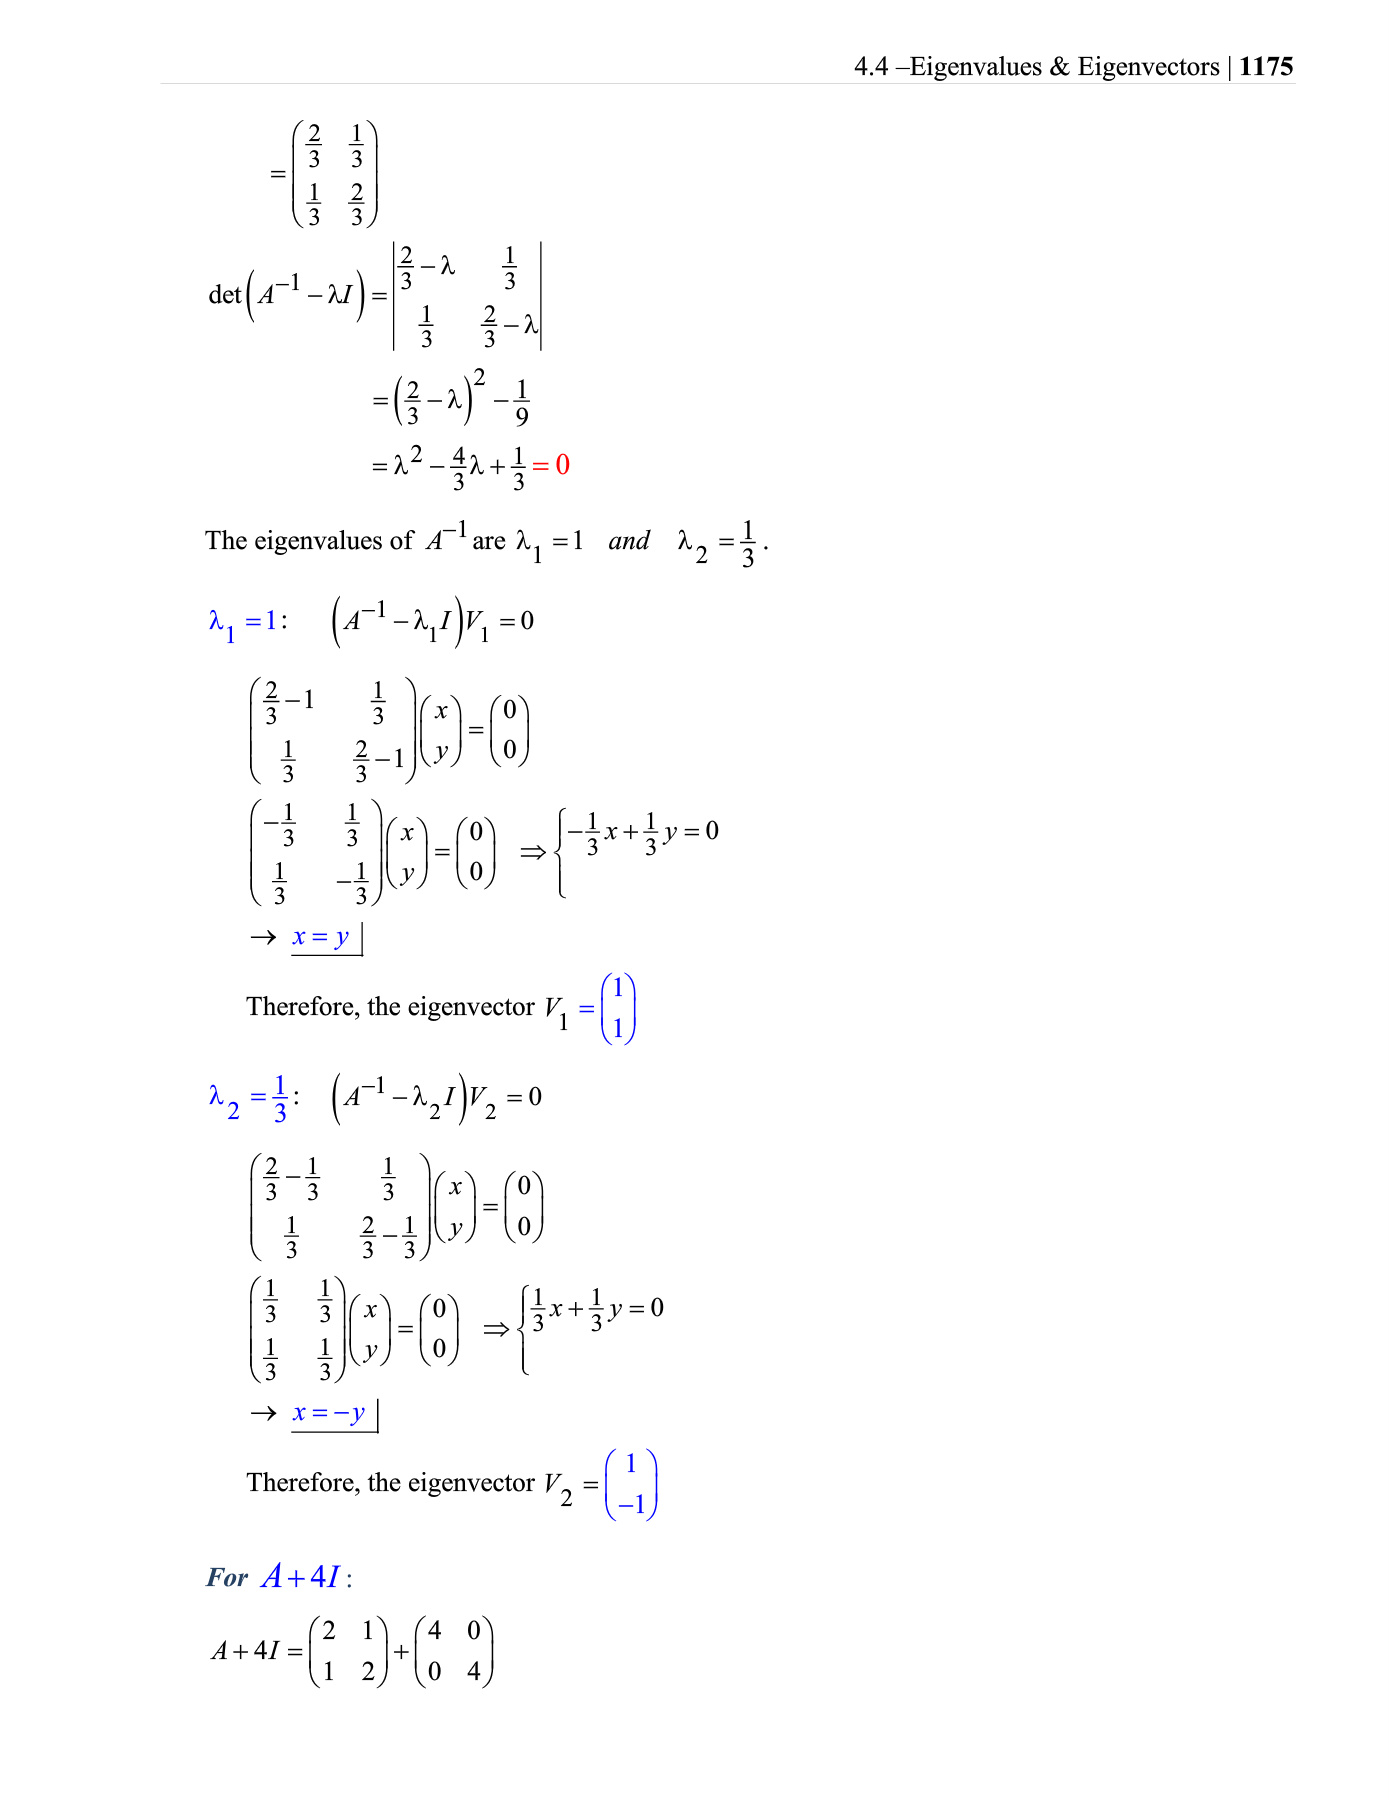 4.4 –Eigenvalues & Eigenvectors | 1175
= \begin{pmatrix} \frac{2}{3} & \frac{1}{3} \\ \frac{1}{3} & \frac{2}{3} \end{pmatrix}
\det(A^{-1} - \lambda I) = \begin{vmatrix} \frac{2}{3} - \lambda & \frac{1}{3} \\ \frac{1}{3} & \frac{2}{3} - \lambda \end{vmatrix}
= \left(\frac{2}{3} - \lambda\right)^2 - \frac{1}{9}
= \lambda^2 - \frac{4}{3}\lambda + \frac{1}{3} = 0
The eigenvalues of A^{-1} are \lambda_1 = 1 and \lambda_2 = \frac{1}{3}.
\lambda_1 = 1: (A^{-1} - \lambda_1 I)V_1 = 0
\begin{pmatrix} \frac{2}{3} - 1 & \frac{1}{3} \\ \frac{1}{3} & \frac{2}{3} - 1 \end{pmatrix} \begin{pmatrix} x \\ y \end{pmatrix} = \begin{pmatrix} 0 \\ 0 \end{pmatrix}
\begin{pmatrix} -\frac{1}{3} & \frac{1}{3} \\ \frac{1}{3} & -\frac{1}{3} \end{pmatrix} \begin{pmatrix} x \\ y \end{pmatrix} = \begin{pmatrix} 0 \\ 0 \end{pmatrix} ⇒ \begin{cases} -\frac{1}{3}x + \frac{1}{3}y = 0 \end{cases}
→ x = y |
Therefore, the eigenvector V_1 = \begin{pmatrix} 1 \\ 1 \end{pmatrix}
\lambda_2 = \frac{1}{3}: (A^{-1} - \lambda_2 I)V_2 = 0
\begin{pmatrix} \frac{2}{3} - \frac{1}{3} & \frac{1}{3} \\ \frac{1}{3} & \frac{2}{3} - \frac{1}{3} \end{pmatrix} \begin{pmatrix} x \\ y \end{pmatrix} = \begin{pmatrix} 0 \\ 0 \end{pmatrix}
\begin{pmatrix} \frac{1}{3} & \frac{1}{3} \\ \frac{1}{3} & \frac{1}{3} \end{pmatrix} \begin{pmatrix} x \\ y \end{pmatrix} = \begin{pmatrix} 0 \\ 0 \end{pmatrix} ⇒ \begin{cases} \frac{1}{3}x + \frac{1}{3}y = 0 \end{cases}
→ x = -y |
Therefore, the eigenvector V_2 = \begin{pmatrix} 1 \\ -1 \end{pmatrix}
For A + 4I :
A + 4I = \begin{pmatrix} 2 & 1 \\ 1 & 2 \end{pmatrix} + \begin{pmatrix} 4 & 0 \\ 0 & 4 \end{pmatrix}